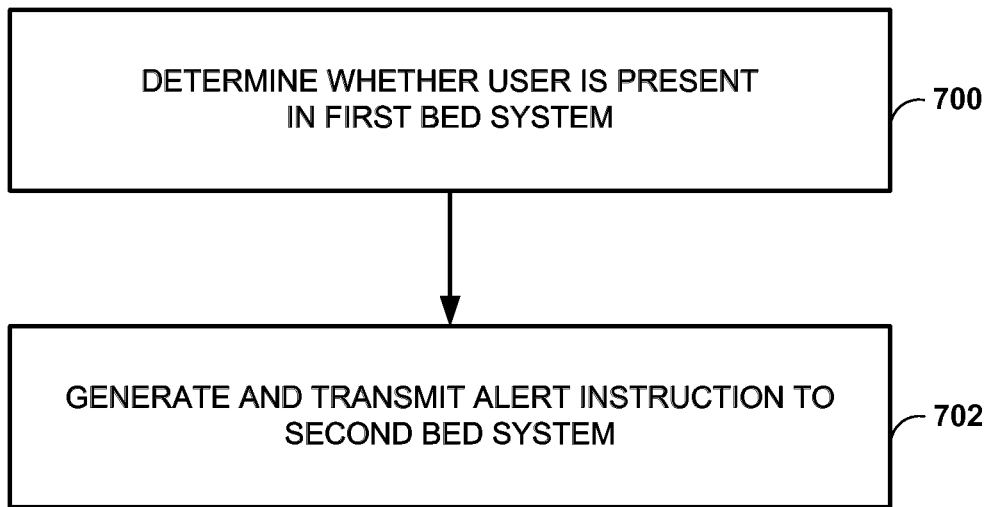 DETERMINE WHETHER USER IS PRESENT
IN FIRST BED SYSTEM
700
GENERATE AND TRANSMIT ALERT INSTRUCTION TO
SECOND BED SYSTEM
702